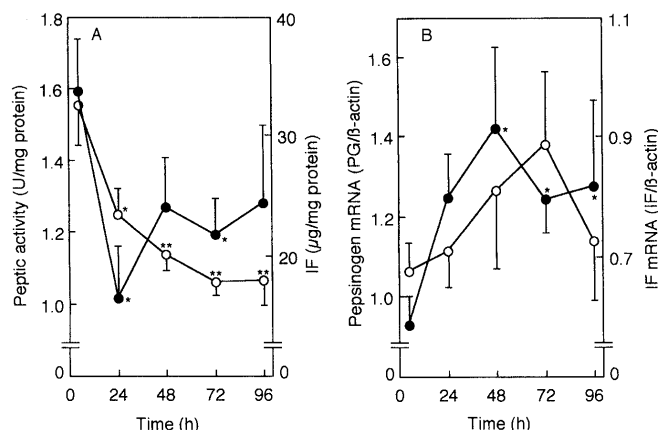 A
B
Peptic activity (U/mg protein)
1.8
1.6
1.4
1.2
1.0
0
IF (µg/mg protein)
40
30
20
10
0
*
*
**
*
**
**
0 24 48 72 96
Time (h)
Pepsinogen mRNA (PG/ß-actin)
1.6
1.4
1.2
1.0
0
IF mRNA (IF/ß-actin)
1.1
0.9
0.7
0
*
*
*
0 24 48 72 96
Time (h)